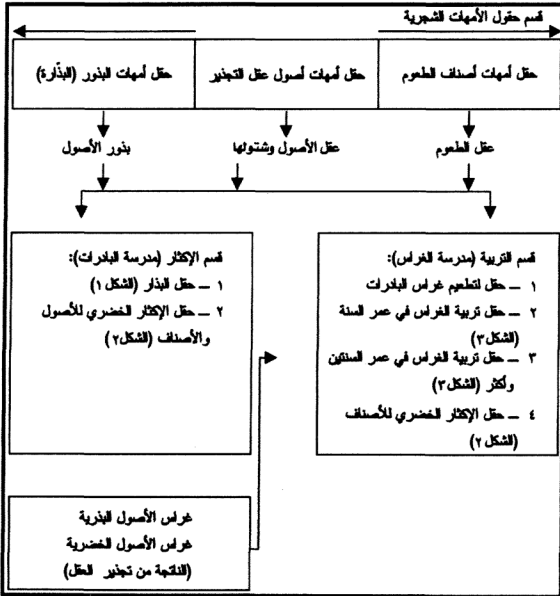 قسم حقول الأمهات الشجرية
حقل أمهات أصناف الطعوم
حقل أمهات أصول عقل التجذير
حقل أمهات البذور (البذّارة)
عقل الطعوم
عقل الأصول وشتولها
بذور الأصول
قسم التربية (مدرسة الغراس):
١ – حقل لتطعيم غراس البادرات
٢ – حقل تربية الغراس في عمر السنة
(الشكل ٣)
٣ – حقل تربية الغراس في عمر السنتين
وأكثر (الشكل ٣)
٤ – حقل الإكثار الخضري للأصناف
(الشكل ٢)
قسم الإكثار (مدرسة البادرات):
١ – حقل البذار (الشكل ١)
٢ – حقل الإكثار الخضري للأصول
والأصناف (الشكل ٢)
غراس الأصول البذرية
غراس الأصول الخضرية
(الناتجة من تجذير العقل)